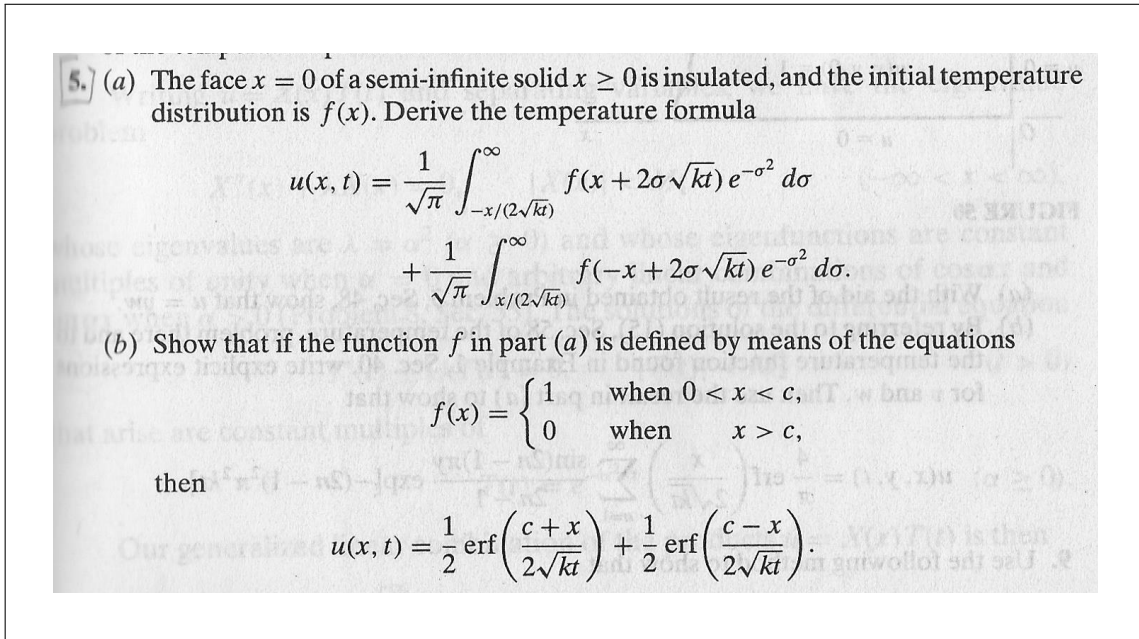 5. (a) The face x = 0 of a semi-infinite solid x ≥ 0 is insulated, and the initial temperature
distribution is f(x). Derive the temperature formula
u(x, t) = 1/√π ∫_{-x/(2√kt)}^{∞} f(x + 2σ√kt) e^{-σ²} dσ
+ 1/√π ∫_{x/(2√kt)}^{∞} f(-x + 2σ√kt) e^{-σ²} dσ.
(b) Show that if the function f in part (a) is defined by means of the equations
f(x) = { 1 when 0 < x < c,
0 when x > c,
then
u(x, t) = 1/2 erf((c + x)/(2√kt)) + 1/2 erf((c − x)/(2√kt)).